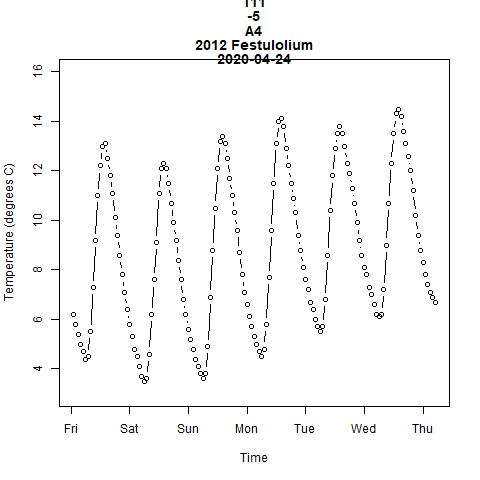 -5
A4
2012 Festulolium
2020-04-24
16
14
12
10
8
6
4
Temperature (degrees C)
Fri Sat Sun Mon Tue Wed Thu
Time